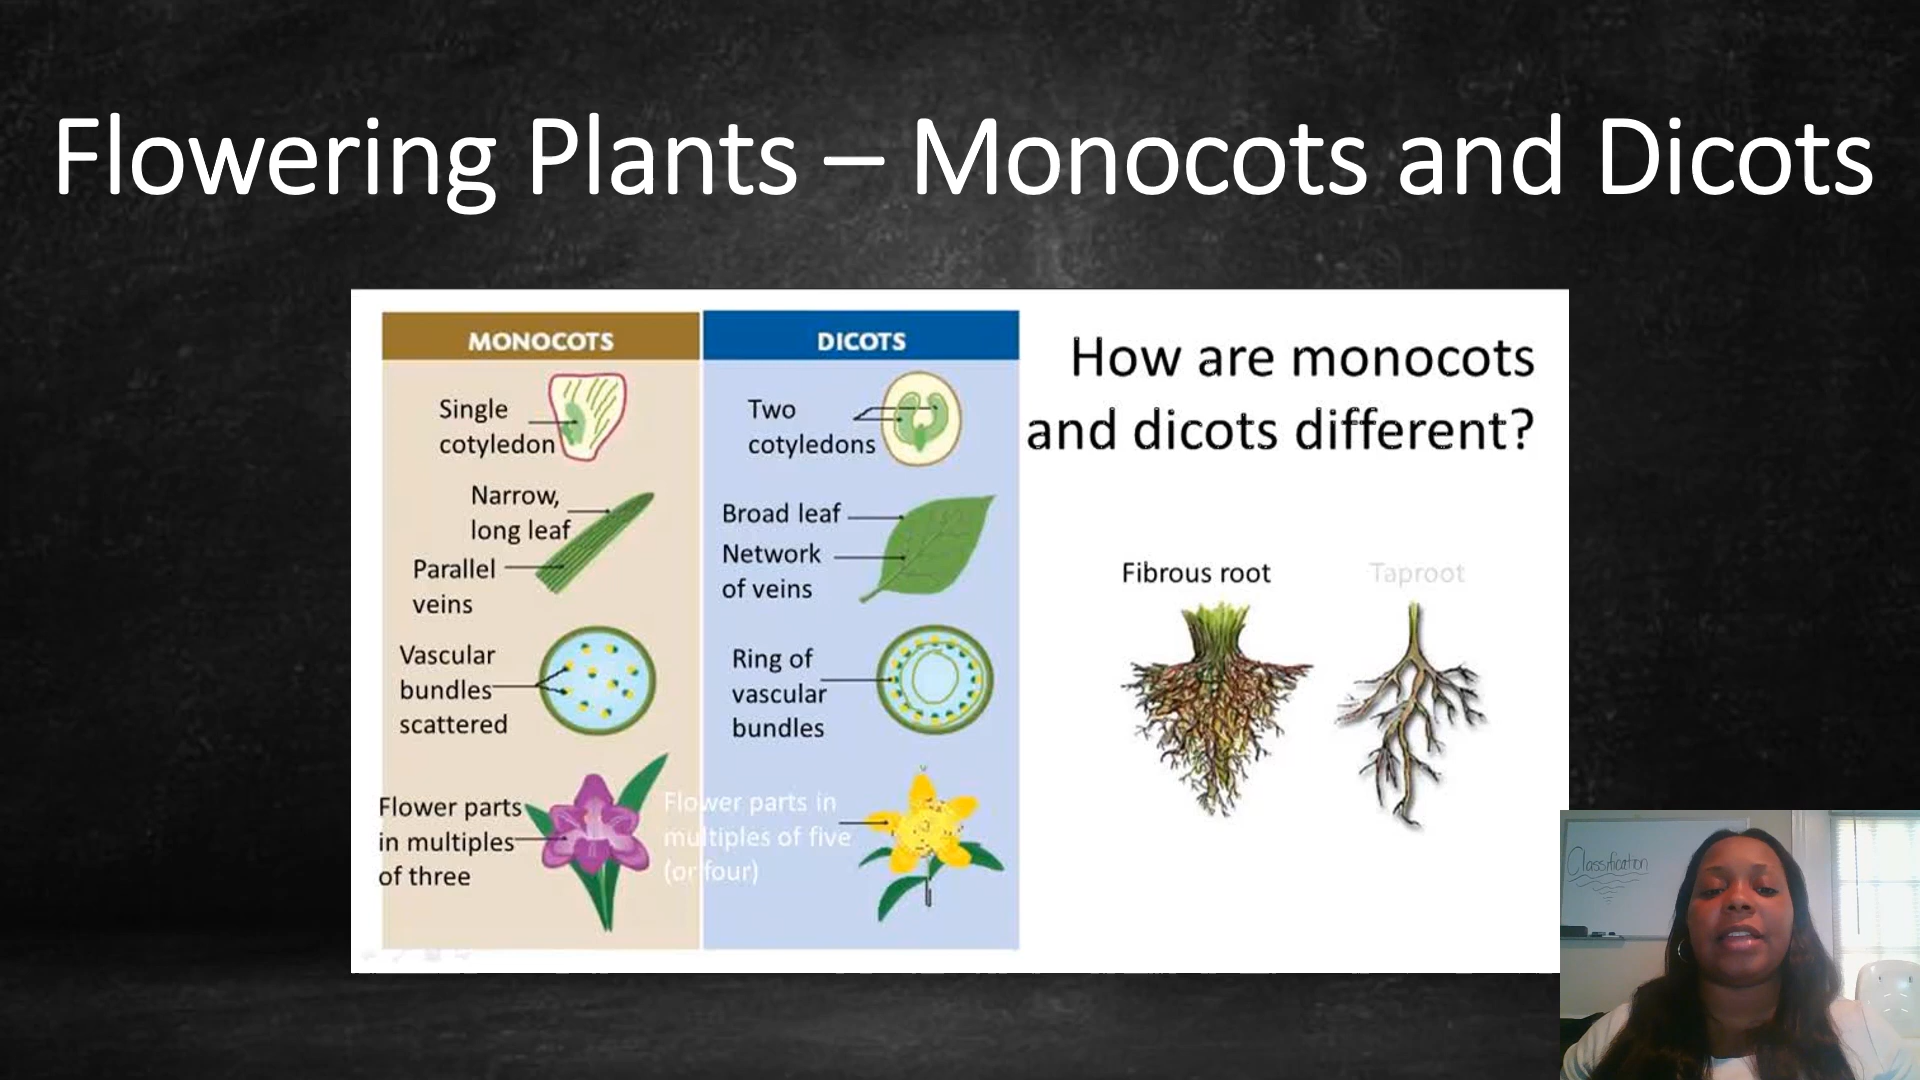 Flowering Plants – Monocots and Dicots
MONOCOTS
Single
cotyledon
Narrow,
long leaf
Parallel
veins
Vascular
bundles
scattered
Flower parts
in multiples
of three
DICOTS
Two
cotyledons
Broad leaf
Network
of veins
Ring of
vascular
bundles
Flower parts in
multiples of five
(or four)
How are monocots
and dicots different?
Fibrous root
Taproot
Classification